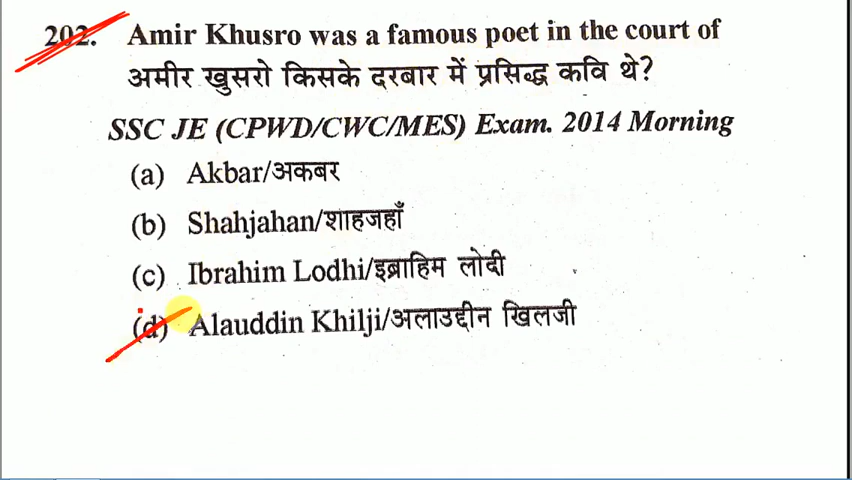 202. Amir Khusro was a famous poet in the court of
अमीर खुसरो किसके दरबार में प्रसिद्ध कवि थे?
SSC JE (CPWD/CWC/MES) Exam. 2014 Morning
(a) Akbar/अकबर
(b) Shahjahan/शाहजहाँ
(c) Ibrahim Lodhi/इब्राहिम लोदी
(d) Alauddin Khilji/अलाउद्दीन खिलजी